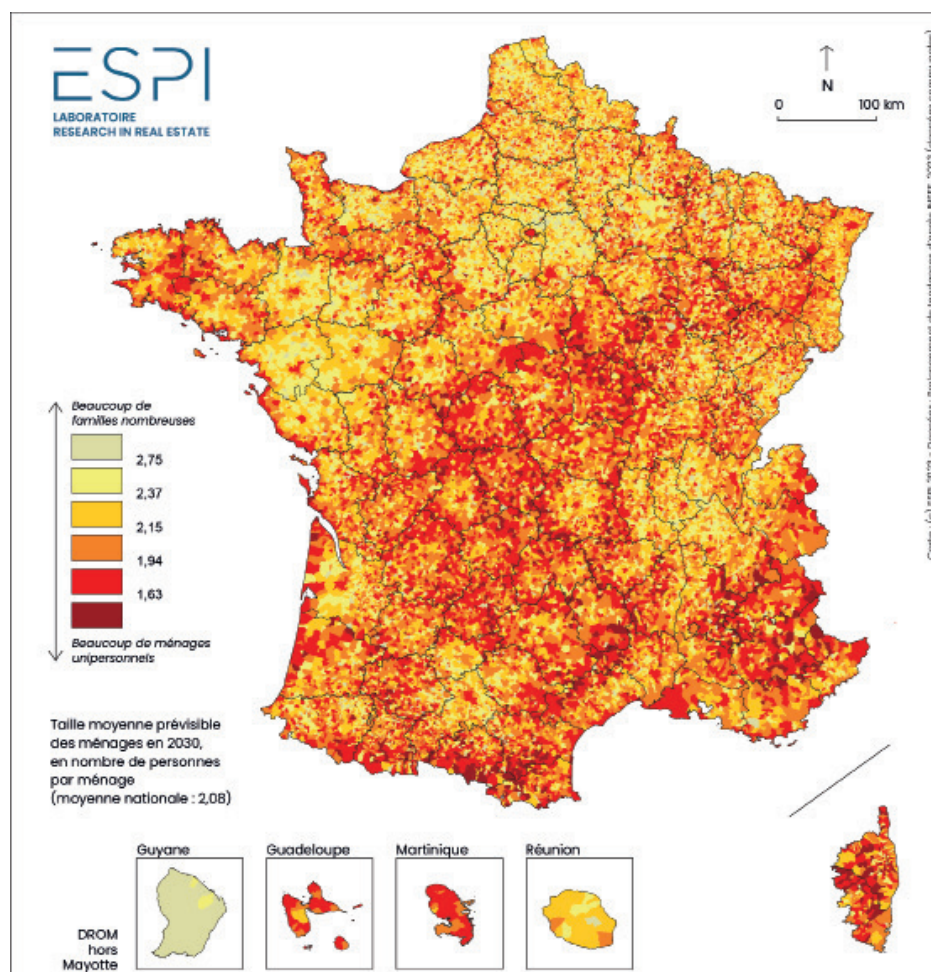 ESPI
LABORATOIRE
RESEARCH IN REAL ESTATE
N
0 100 km
Beaucoup de
familles nombreuses
2,75
2,37
2,15
1,94
1,63
Beaucoup de ménages
unipersonnels
Taille moyenne prévisible
des ménages en 2030,
en nombre de personnes
par ménage
(moyenne nationale : 2,08)
Guyane
Guadeloupe
Martinique
Réunion
DROM
hors
Mayotte